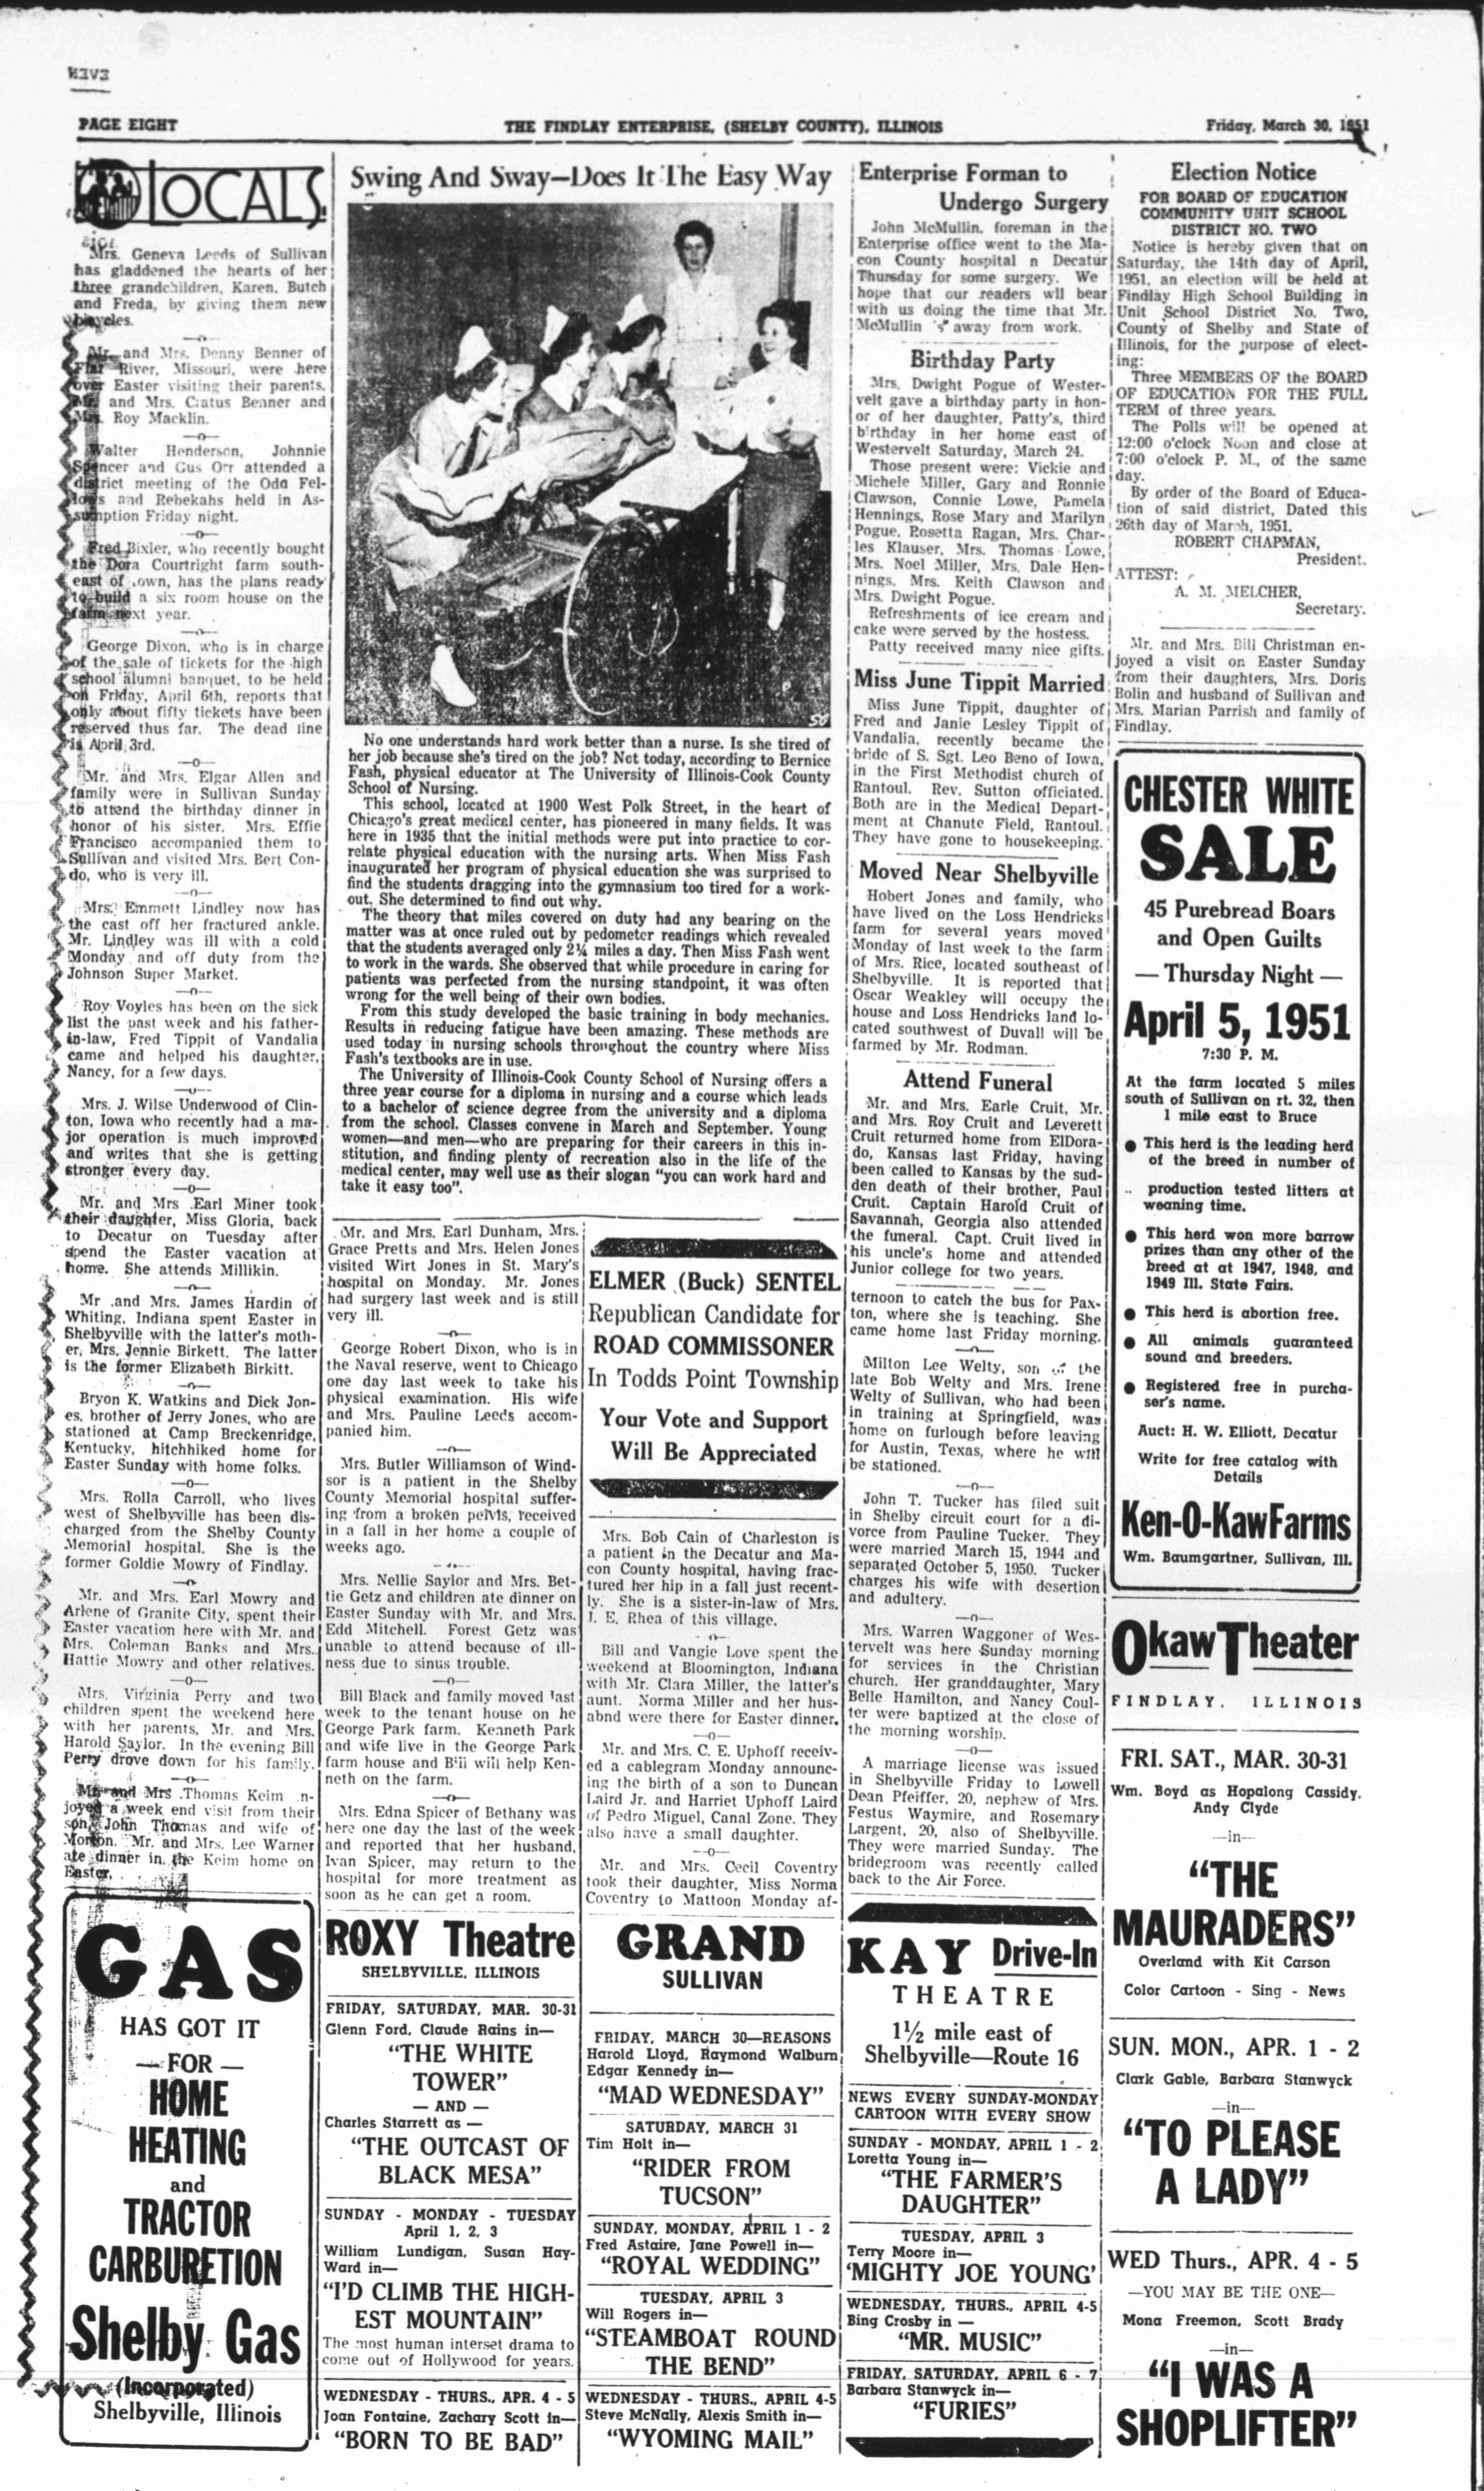 PAGE EIGHT
THE FINDLAY ENTERPRISE, (SHELBY COUNTY), ILLINOIS
Friday, March 30, 1951
LOCALS
Mrs. Geneva Leeds of Sullivan
has gladdened the hearts of her
three grandchildren, Karen, Butch
and Freda, by giving them new
bicycles.
—o—
Mr. and Mrs. Denny Benner of
Flat River, Missouri, were here
over Easter visiting their parents,
Mr. and Mrs. Cratus Benner and
Mrs. Roy Macklin.
—o—
Walter Henderson, Johnnie
Spencer and Gus Orr attended a
district meeting of the Odd Fel-
lows and Rebekahs held in As-
sumption Friday night.
—o—
Fred Bixler, who recently bought
the Dora Courtright farm south-
east of town, has the plans ready
to build a six room house on the
farm next year.
—o—
George Dixon, who is in charge
of the sale of tickets for the high
school alumni banquet, to be held
on Friday, April 6th, reports that
only about fifty tickets have been
reserved thus far. The dead line
is April 3rd.
—o—
Mr. and Mrs. Elgar Allen and
family were in Sullivan Sunday
to attend the birthday dinner in
honor of his sister. Mrs. Effie
Francisco accompanied them to
Sullivan and visited Mrs. Bert Con-
do, who is very ill.
—o—
Mrs. Emmett Lindley now has
the cast off her fractured ankle.
Mr. Lindley was ill with a cold
Monday and off duty from the
Johnson Super Market.
—o—
Roy Voyles has been on the sick
list the past week and his father-
in-law, Fred Tippit of Vandalia
came and helped his daughter,
Nancy, for a few days.
—o—
Mrs. J. Wilse Underwood of Clin-
ton, Iowa who recently had a ma-
jor operation is much improved
and writes that she is getting
stronger every day.
—o—
Mr. and Mrs .Earl Miner took
their daughter, Miss Gloria, back
to Decatur on Tuesday after
spend the Easter vacation at
home. She attends Millikin.
—o—
Mr .and Mrs. James Hardin of
Whiting, Indiana spent Easter in
Shelbyville with the latter's moth-
er, Mrs. Jennie Birkett. The latter
is the former Elizabeth Birkitt.
—o—
Bryon K. Watkins and Dick Jon-
es, brother of Jerry Jones, who are
stationed at Camp Breckenridge,
Kentucky, hitchhiked home for
Easter Sunday with home folks.
—o—
Mrs. Rolla Carroll, who lives
west of Shelbyville has been dis-
charged from the Shelby County
Memorial hospital. She is the
former Goldie Mowry of Findlay.
—o—
Mr. and Mrs. Earl Mowry and
Arlene of Granite City, spent their
Easter vacation here with Mr. and
Mrs. Coleman Banks and Mrs.
Hattie Mowry and other relatives.
—o—
Mrs. Virginia Perry and two
children spent the weekend here
with her parents, Mr. and Mrs.
Harold Saylor. In the evening Bill
Perry drove down for his family.
—o—
Mr. and Mrs .Thomas Keim n-
joyed a week end visit from their
son, John Thomas and wife of
Morton. Mr. and Mrs. Lee Warner
ate dinner in the Keim home on
Easter.
GAS
HAS GOT IT
— FOR —
HOME
HEATING
and
TRACTOR
CARBURETION
Shelby Gas
(Incorporated)
Shelbyville, Illinois
Swing And Sway—Does It The Easy Way
No one understands hard work better than a nurse. Is she tired of
her job because she's tired on the job? Not today, according to Bernice
Fash, physical educator at The University of Illinois-Cook County
School of Nursing.
This school, located at 1900 West Polk Street, in the heart of
Chicago's great medical center, has pioneered in many fields. It was
here in 1935 that the initial methods were put into practice to cor-
relate physical education with the nursing arts. When Miss Fash
inaugurated her program of physical education she was surprised to
find the students dragging into the gymnasium too tired for a work-
out. She determined to find out why.
The theory that miles covered on duty had any bearing on the
matter was at once ruled out by pedometer readings which revealed
that the students averaged only 2¼ miles a day. Then Miss Fash went
to work in the wards. She observed that while procedure in caring for
patients was perfected from the nursing standpoint, it was often
wrong for the well being of their own bodies.
From this study developed the basic training in body mechanics.
Results in reducing fatigue have been amazing. These methods are
used today in nursing schools throughout the country where Miss
Fash's textbooks are in use.
The University of Illinois-Cook County School of Nursing offers a
three year course for a diploma in nursing and a course which leads
to a bachelor of science degree from the university and a diploma
from the school. Classes convene in March and September. Young
women—and men—who are preparing for their careers in this in-
stitution, and finding plenty of recreation also in the life of the
medical center, may well use as their slogan "you can work hard and
take it easy too".
Mr. and Mrs. Earl Dunham, Mrs.
Grace Pretts and Mrs. Helen Jones
visited Wirt Jones in St. Mary's
hospital on Monday. Mr. Jones
had surgery last week and is still
very ill.
—o—
George Robert Dixon, who is in
the Naval reserve, went to Chicago
one day last week to take his
physical examination. His wife
and Mrs. Pauline Leeds accom-
panied him.
—o—
Mrs. Butler Williamson of Wind-
sor is a patient in the Shelby
County Memorial hospital suffer-
ing from a broken pelvis, received
in a fall in her home a couple of
weeks ago.
—o—
Mrs. Nellie Saylor and Mrs. Bet-
tie Getz and children ate dinner on
Easter Sunday with Mr. and Mrs.
Edd Mitchell. Forest Getz was
unable to attend because of ill-
ness due to sinus trouble.
—o—
Bill Black and family moved last
week to the tenant house on he
George Park farm. Kenneth Park
and wife live in the George Park
farm house and Bill will help Ken-
neth on the farm.
—o—
Mrs. Edna Spicer of Bethany was
here one day the last of the week
and reported that her husband,
Ivan Spicer, may return to the
hospital for more treatment as
soon as he can get a room.
ROXY Theatre
SHELBYVILLE, ILLINOIS
FRIDAY, SATURDAY, MAR. 30-31
Glenn Ford, Claude Rains in—
"THE WHITE
TOWER"
— AND —
Charles Starrett as —
"THE OUTCAST OF
BLACK MESA"
SUNDAY - MONDAY - TUESDAY
April 1, 2, 3
William Lundigan, Susan Hay-
Ward in—
"I'D CLIMB THE HIGH-
EST MOUNTAIN"
The most human interset drama to
come out of Hollywood for years.
WEDNESDAY - THURS., APR. 4 - 5
Joan Fontaine, Zachary Scott in—
"BORN TO BE BAD"
ELMER (Buck) SENTEL
Republican Candidate for
ROAD COMMISSONER
In Todds Point Township
Your Vote and Support
Will Be Appreciated
Mrs. Bob Cain of Charleston is
a patient in the Decatur and Ma-
con County hospital, having frac-
tured her hip in a fall just recent-
ly. She is a sister-in-law of Mrs.
J. E. Rhea of this village.
—o—
Bill and Vangie Love spent the
weekend at Bloomington, Indiana
with Mr. Clara Miller, the latter's
aunt. Norma Miller and her hus-
abnd were there for Easter dinner.
—o—
Mr. and Mrs. C. E. Uphoff receiv-
ed a cablegram Monday announc-
ing the birth of a son to Duncan
Laird Jr. and Harriet Uphoff Laird
of Pedro Miguel, Canal Zone. They
also have a small daughter.
—o—
Mr. and Mrs. Cecil Coventry
took their daughter, Miss Norma
Coventry to Mattoon Monday af-
GRAND
SULLIVAN
FRIDAY, MARCH 30—REASONS
Harold Lloyd, Raymond Walburn
Edgar Kennedy in—
"MAD WEDNESDAY"
SATURDAY, MARCH 31
Tim Holt in—
"RIDER FROM
TUCSON"
SUNDAY, MONDAY, APRIL 1 - 2
Fred Astaire, Jane Powell in—
"ROYAL WEDDING"
TUESDAY, APRIL 3
Will Rogers in—
"STEAMBOAT ROUND
THE BEND"
WEDNESDAY - THURS., APRIL 4-5
Steve McNally, Alexis Smith in—
"WYOMING MAIL"
Enterprise Forman to
Undergo Surgery
John McMullin, foreman in the
Enterprise office went to the Ma-
con County hospital n Decatur
Thursday for some surgery. We
hope that our readers wll bear
with us doing the time that Mr.
McMullin 's away from work.
Birthday Party
Mrs. Dwight Pogue of Wester-
velt gave a birthday party in hon-
or of her daughter, Patty's, third
birthday in her home east of
Westervelt Saturday, March 24.
Those present were: Vickie and
Michele Miller, Gary and Ronnie
Clawson, Connie Lowe, Pamela
Hennings, Rose Mary and Marilyn
Pogue, Rosetta Ragan, Mrs. Char-
les Klauser, Mrs. Thomas Lowe,
Mrs. Noel Miller, Mrs. Dale Hen-
nings, Mrs. Keith Clawson and
Mrs. Dwight Pogue.
Refreshments of ice cream and
cake were served by the hostess.
Patty received many nice gifts.
Miss June Tippit Married
Miss June Tippit, daughter of
Fred and Janie Lesley Tippit of
Vandalia, recently became the
bride of S. Sgt. Leo Beno of Iowa,
in the First Methodist church of
Rantoul. Rev. Sutton officiated.
Both are in the Medical Depart-
ment at Chanute Field, Rantoul.
They have gone to housekeeping.
Moved Near Shelbyville
Hobert Jones and family, who
have lived on the Loss Hendricks
farm for several years moved
Monday of last week to the farm
of Mrs. Rice, located southeast of
Shelbyville. It is reported that
Oscar Weakley will occupy the
house and Loss Hendricks land lo-
cated southwest of Duvall will be
farmed by Mr. Rodman.
Attend Funeral
Mr. and Mrs. Earle Cruit, Mr.
and Mrs. Roy Cruit and Leverett
Cruit returned home from ElDora-
do, Kansas last Friday, having
been called to Kansas by the sud-
den death of their brother, Paul
Cruit. Captain Harold Cruit of
Savannah, Georgia also attended
the funeral. Capt. Cruit lived in
his uncle's home and attended
Junior college for two years.
ternoon to catch the bus for Pax-
ton, where she is teaching. She
came home last Friday morning.
—o—
Milton Lee Welty, son of the
late Bob Welty and Mrs. Irene
Welty of Sullivan, who had been
in training at Springfield, was
home on furlough before leaving
for Austin, Texas, where he will
be stationed.
—o—
John T. Tucker has filed suit
in Shelby circuit court for a di-
vorce from Pauline Tucker. They
were married March 15, 1944 and
separated October 5, 1950. Tucker
charges his wife with desertion
and adultery.
—o—
Mrs. Warren Waggoner of Wes-
tervelt was here Sunday morning
for services in the Christian
church. Her granddaughter, Mary
Belle Hamilton, and Nancy Coul-
ter were baptized at the close of
the morning worship.
—o—
A marriage license was issued
in Shelbyville Friday to Lowell
Dean Pfeiffer, 20, nephew of Mrs.
Festus Waymire, and Rosemary
Largent, 20, also of Shelbyville.
They were married Sunday. The
bridegroom was recently called
back to the Air Force.
KAY Drive-In
THEATRE
1½ mile east of
Shelbyville—Route 16
NEWS EVERY SUNDAY-MONDAY
CARTOON WITH EVERY SHOW
SUNDAY - MONDAY, APRIL 1 - 2
Loretta Young in—
"THE FARMER'S
DAUGHTER"
TUESDAY, APRIL 3
Terry Moore in—
'MIGHTY JOE YOUNG'
WEDNESDAY, THURS., APRIL 4-5
Bing Crosby in —
"MR. MUSIC"
FRIDAY, SATURDAY, APRIL 6 - 7
Barbara Stanwyck in—
"FURIES"
Election Notice
FOR BOARD OF EDUCATION
COMMUNITY UNIT SCHOOL
DISTRICT NO. TWO
Notice is hereby given that on
Saturday, the 14th day of April,
1951, an election will be held at
Findlay High School Building in
Unit School District No. Two,
County of Shelby and State of
Illinois, for the purpose of elect-
ing:
Three MEMBERS OF the BOARD
OF EDUCATION FOR THE FULL
TERM of three years.
The Polls will be opened at
12:00 o'clock Noon and close at
7:00 o'clock P. M., of the same
day.
By order of the Board of Educa-
tion of said district, Dated this
26th day of March, 1951.
ROBERT CHAPMAN,
President.
ATTEST:
A. M. MELCHER,
Secretary.
Mr. and Mrs. Bill Christman en-
joyed a visit on Easter Sunday
from their daughters, Mrs. Doris
Bolin and husband of Sullivan and
Mrs. Marian Parrish and family of
Findlay.
CHESTER WHITE
SALE
45 Purebread Boars
and Open Guilts
— Thursday Night —
April 5, 1951
7:30 P. M.
At the farm located 5 miles
south of Sullivan on rt. 32, then
1 mile east to Bruce
● This herd is the leading herd
of the breed in number of
.. production tested litters at
weaning time.
● This herd won more barrow
prizes than any other of the
breed at at 1947, 1948, and
1949 Ill. State Fairs.
● This herd is abortion free.
● All animals guaranteed
sound and breeders.
● Registered free in purcha-
ser's name.
Auct: H. W. Elliott, Decatur
Write for free catalog with
Details
Ken-O-KawFarms
Wm. Baumgartner, Sullivan, Ill.
OkawTheater
FINDLAY, ILLINOIS
FRI. SAT., MAR. 30-31
Wm. Boyd as Hopalong Cassidy.
Andy Clyde
—in—
"THE
MAURADERS"
Overland with Kit Carson
Color Cartoon - Sing - News
SUN. MON., APR. 1 - 2
Clark Gable, Barbara Stanwyck
—in—
"TO PLEASE
A LADY"
WED Thurs., APR. 4 - 5
—YOU MAY BE THE ONE—
Mona Freemon, Scott Brady
—in—
"I WAS A
SHOPLIFTER"